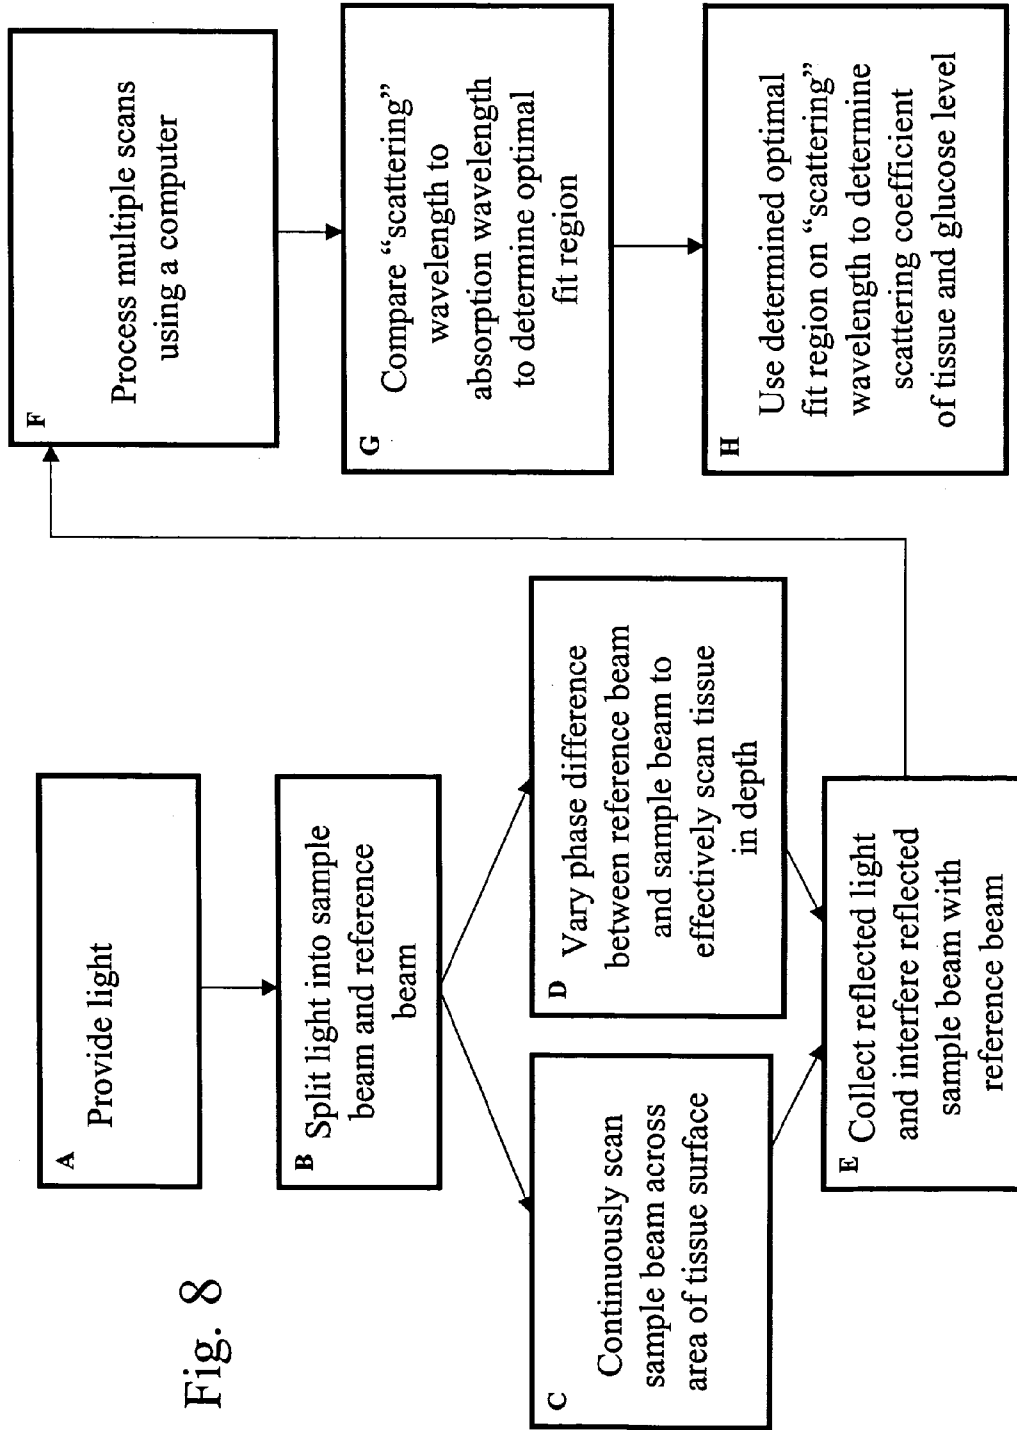 Fig. 8
A
Provide light
B
Split light into sample
beam and reference
beam
C
Continuously scan
sample beam across
area of tissue surface
D
Vary phase difference
between reference beam
and sample beam to
effectively scan tissue
in depth
E
Collect reflected light
and interfere reflected
sample beam with
reference beam
F
Process multiple scans
using a computer
G
Compare “scattering”
wavelength to
absorption wavelength
to determine optimal
fit region
H
Use determined optimal
fit region on “scattering”
wavelength to determine
scattering coefficient
of tissue and glucose level